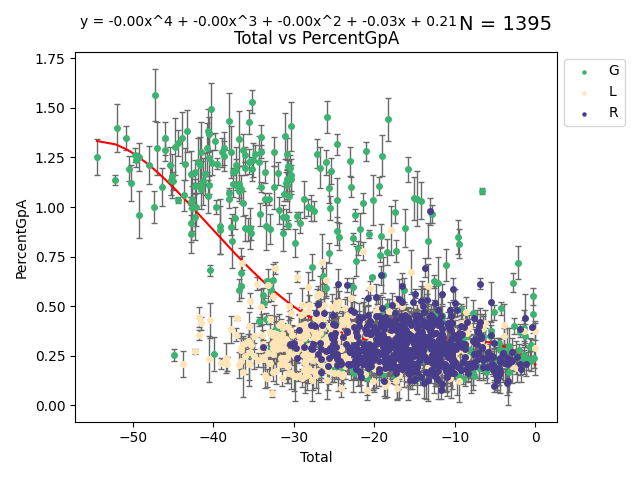 y = -0.00x^4 + -0.00x^3 + -0.00x^2 + -0.03x + 0.21
N = 1395
Total vs PercentGpA
G
L
R
PercentGpA
1.75
1.50
1.25
1.00
0.75
0.50
0.25
0.00
−50 −40 −30 −20 −10 0
Total